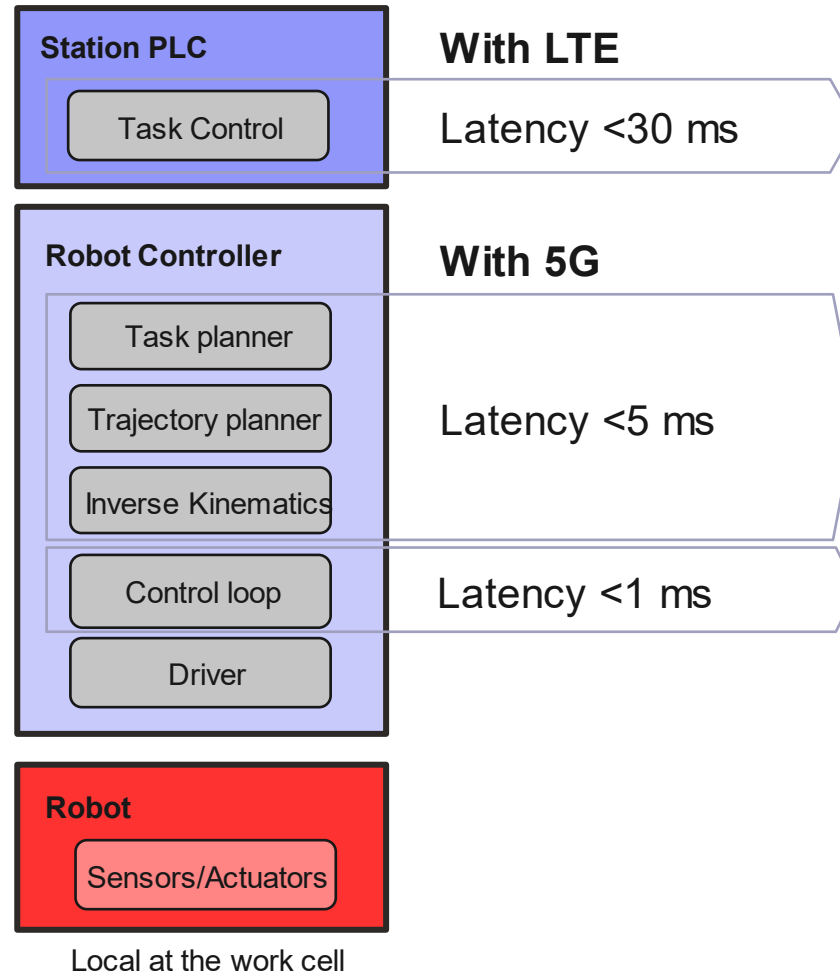 Station PLC
With LTE
Task Control
Latency <30 ms
Robot Controller
With 5G
Task planner
Trajectory planner
Latency <5 ms
Inverse Kinematics
Control loop
Latency <1 ms
Driver
Robot
Sensors/Actuators
Local at the work cell